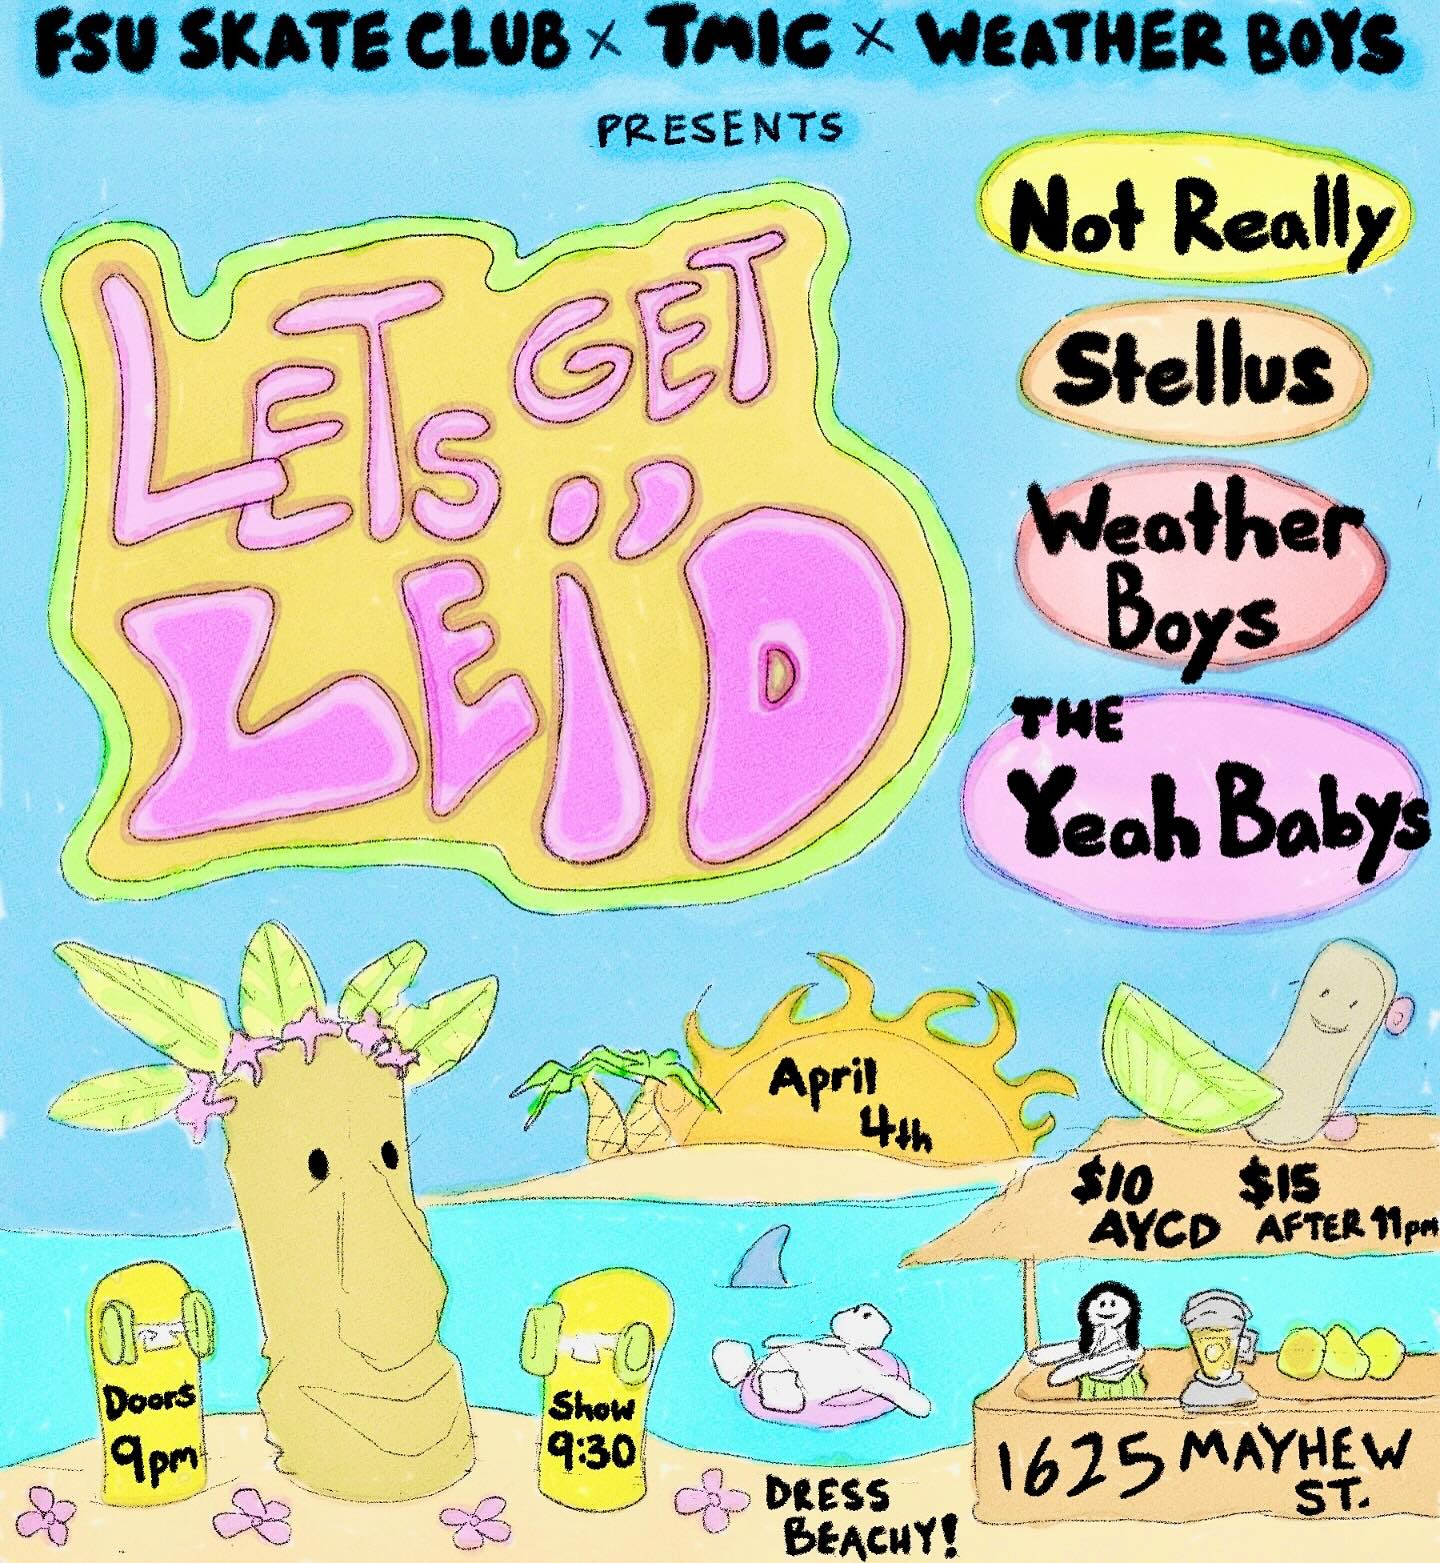 FSU SKATE CLUB x TMIC x WEATHER BOYS
PRESENTS
LETS GET
LEI'D
Not Really
Stellus
Weather
Boys
THE
Yeah Babys
April
4th
$10
AYCD
$15
AFTER 11pm
Doors
9pm
Show
9:30
DRESS
BEACHY!
1625 MAYHEW
ST.